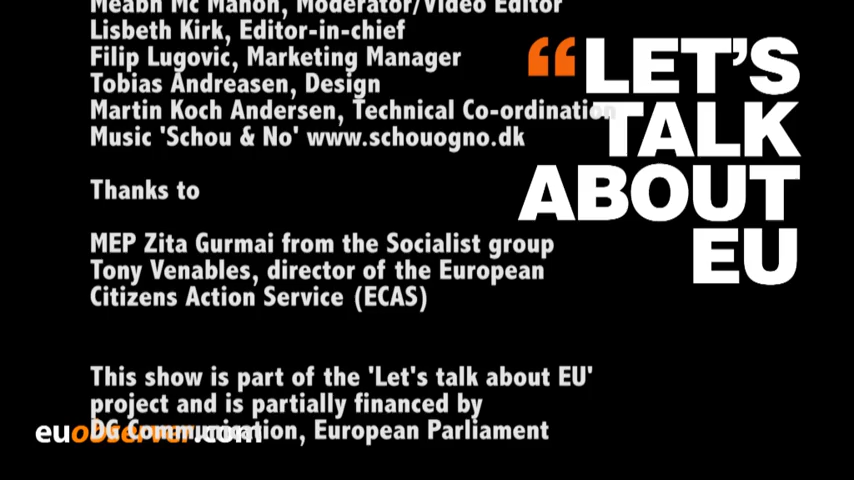 Meabh Mc Mahon, Moderator/Video Editor
Lisbeth Kirk, Editor-in-chief
Filip Lugovic, Marketing Manager
Tobias Andreasen, Design
Martin Koch Andersen, Technical Co-ordination
Music 'Schou & No' www.schouogno.dk
Thanks to
MEP Zita Gurmai from the Socialist group
Tony Venables, director of the European
Citizens Action Service (ECAS)
This show is part of the 'Let's talk about EU'
project and is partially financed by
DG Communication, European Parliament
“LET'S
TALK
ABOUT
EU
euobserver.com